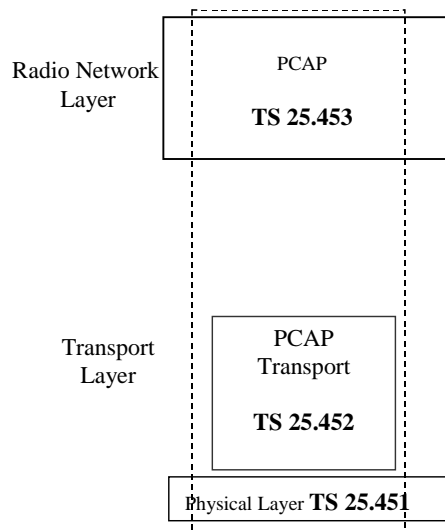 Radio Network
Layer
PCAP
TS 25.453
Transport
Layer
PCAP
Transport
TS 25.452
Physical Layer TS 25.451